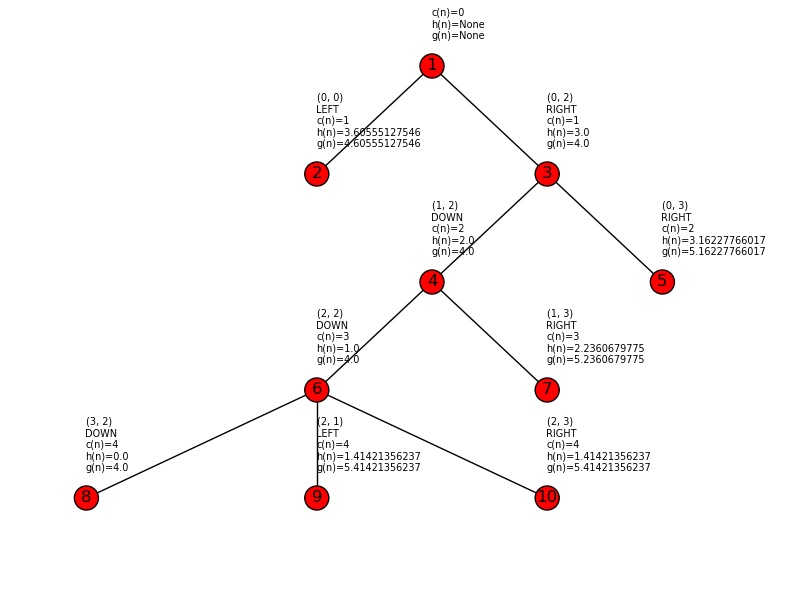 c(n)=0
h(n)=None
g(n)=None
1
(0, 0)
LEFT
c(n)=1
h(n)=3.60555127546
g(n)=4.60555127546
2
(0, 2)
RIGHT
c(n)=1
h(n)=3.0
g(n)=4.0
3
(1, 2)
DOWN
c(n)=2
h(n)=2.0
g(n)=4.0
4
(0, 3)
RIGHT
c(n)=2
h(n)=3.16227766017
g(n)=5.16227766017
5
(2, 2)
DOWN
c(n)=3
h(n)=1.0
g(n)=4.0
6
(1, 3)
RIGHT
c(n)=3
h(n)=2.2360679775
g(n)=5.2360679775
7
(3, 2)
DOWN
c(n)=4
h(n)=0.0
g(n)=4.0
8
(2, 1)
LEFT
c(n)=4
h(n)=1.41421356237
g(n)=5.41421356237
9
(2, 3)
RIGHT
c(n)=4
h(n)=1.41421356237
g(n)=5.41421356237
10